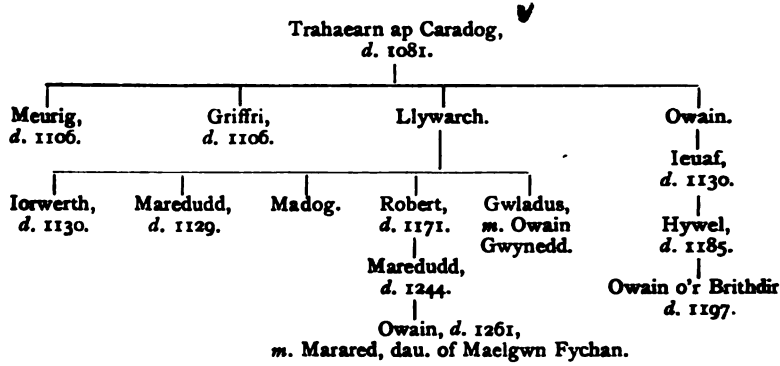 Trahaearn ap Caradog,
d. 1081.
Meurig,
d. 1106.
Griffri,
d. 1106.
Llywarch.
Owain.
Ieuaf,
d. 1130.
Hywel,
d. 1185.
Owain o'r Brithdir
d. 1197.
Iorwerth,
d. 1130.
Maredudd,
d. 1129.
Madog.
Robert,
d. 1171.
Gwladus,
m. Owain
Gwynedd.
Maredudd,
d. 1244.
Owain, d. 1261,
m. Marared, dau. of Maelgwn Fychan.